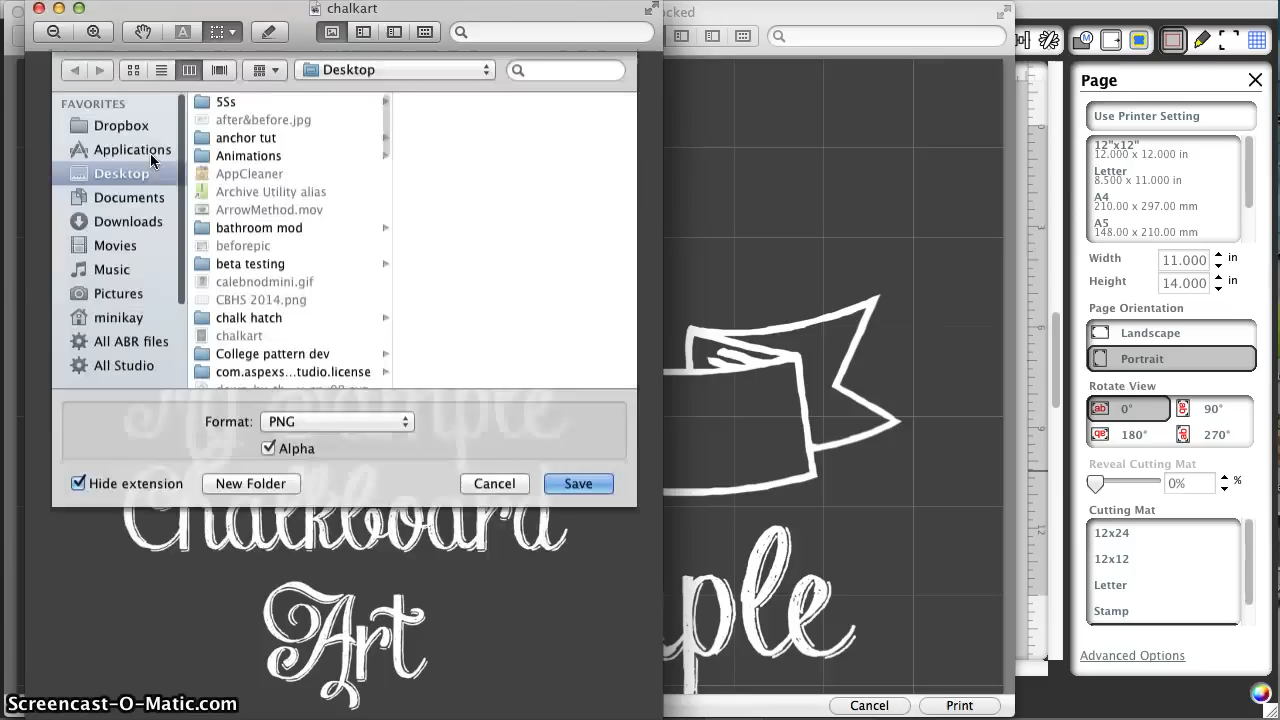 chalkart
ocked
Desktop
FAVORITES
Dropbox
Applications
Desktop
Documents
Downloads
Movies
Music
Pictures
minikay
All ABR files
All Studio
5Ss
after&before.jpg
anchor tut
Animations
AppCleaner
Archive Utility alias
ArrowMethod.mov
bathroom mod
beforepic
beta testing
calebnodmini.gif
CBHS 2014.png
chalk hatch
chalkart
College pattern dev
com.aspexs...tudio.license
Format: PNG
Alpha
Hide extension
New Folder
Cancel
Save
Chalkboard
Art
ple
Cancel
Print
Page
Use Printer Setting
12"x12"
12.000 x 12.000 in
Letter
8.500 x 11.000 in
A4
210.00 x 297.00 mm
A5
148.00 x 210.00 mm
Width 11.000 in
Height 14.000 in
Page Orientation
Landscape
Portrait
Rotate View
0° 90°
180° 270°
Reveal Cutting Mat
0% %
Cutting Mat
12x24
12x12
Letter
Stamp
Advanced Options
Screencast-O-Matic.com